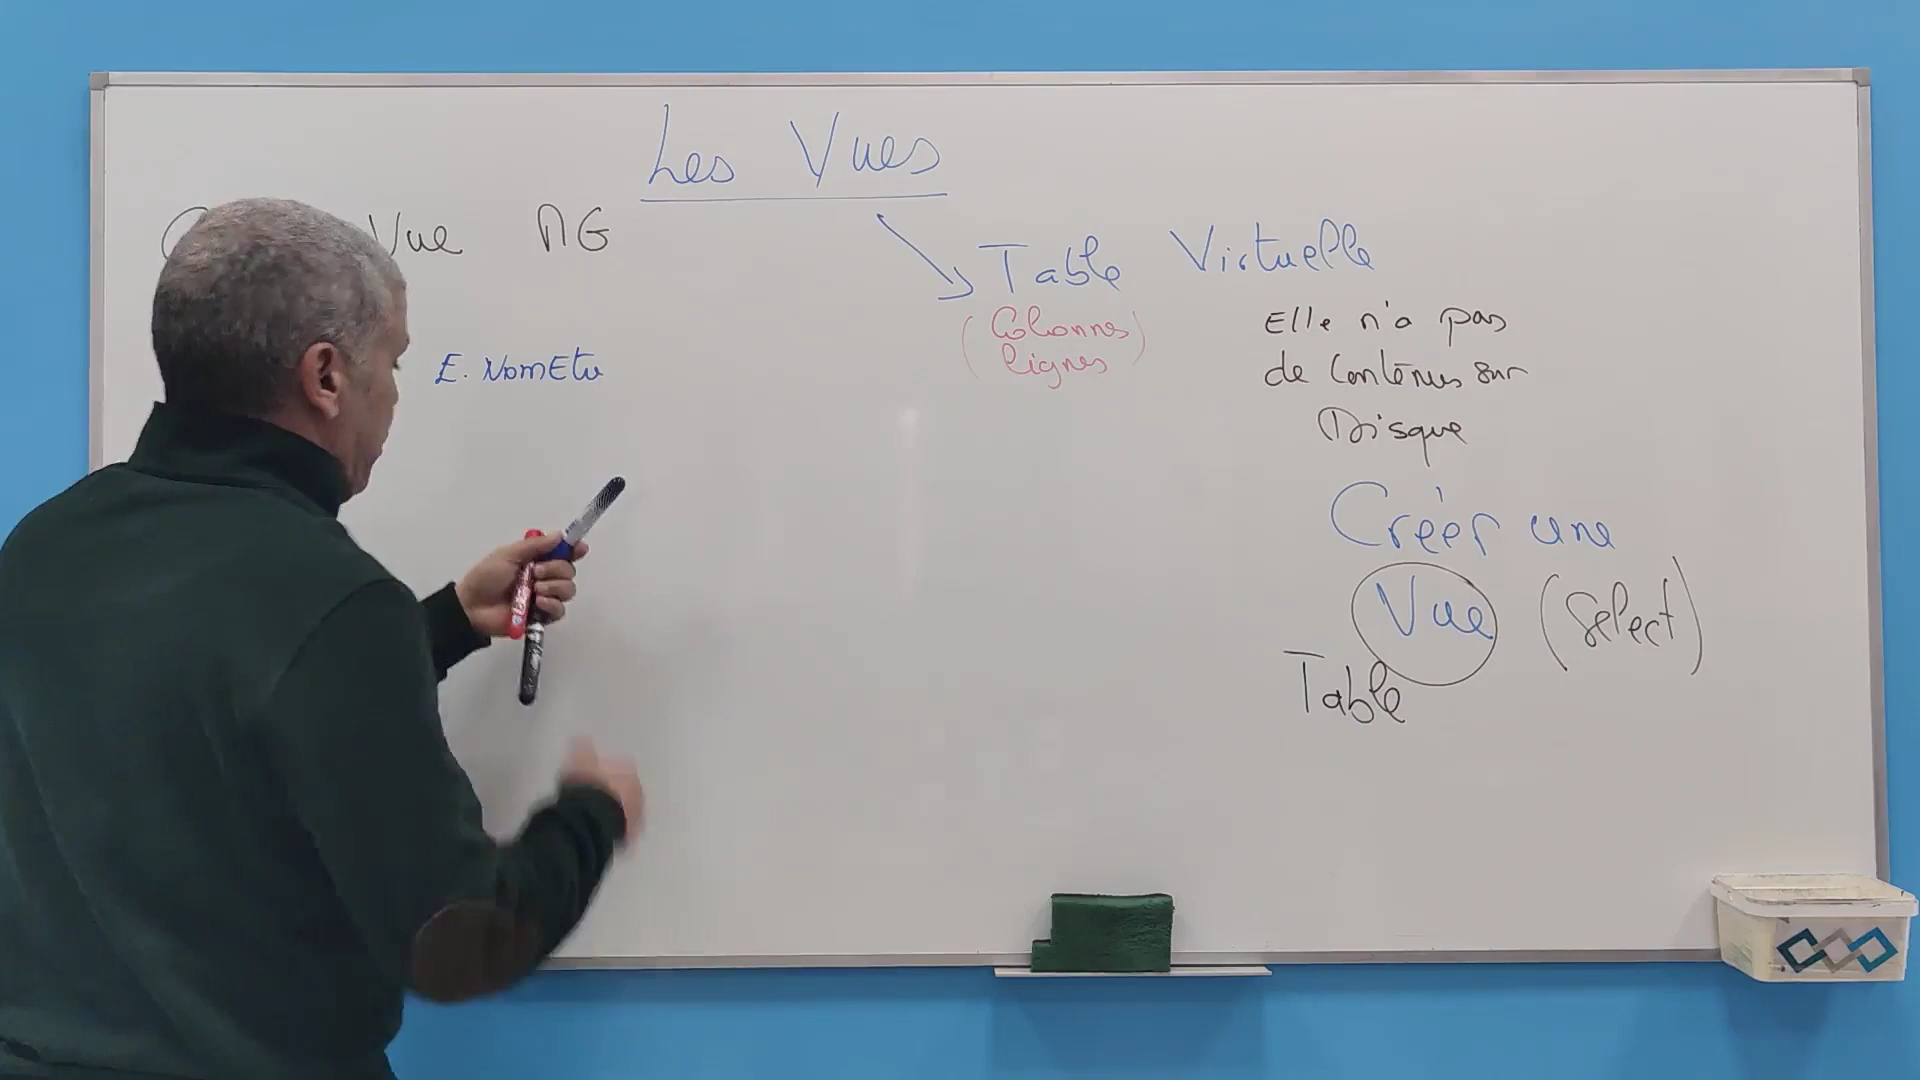 Les Vues
Vue MG
Table Virtuelle
(Colonnes
lignes)
Elle n'a pas
de Contenus sur
Disque
E. NomEtu
Créer une
Vue (Select)
Table